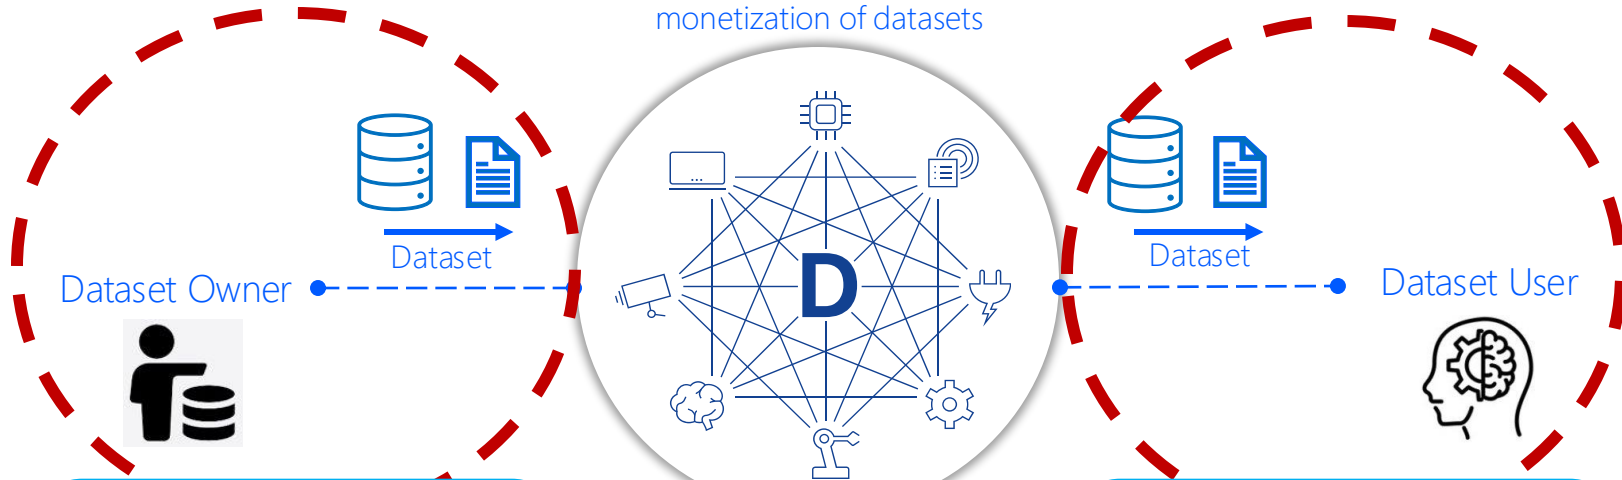 monetization of datasets
Dataset
Dataset
Dataset Owner
D
Dataset User